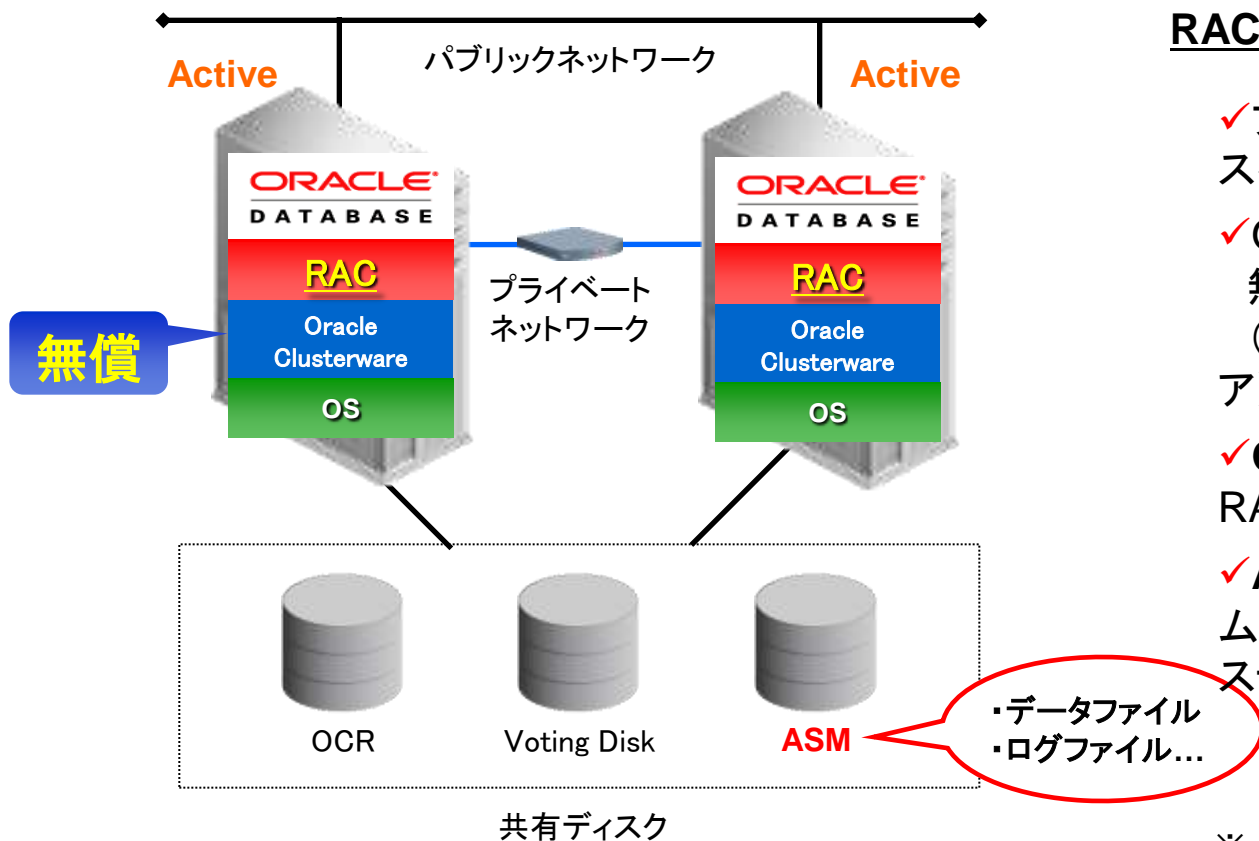 パブリックネットワーク
Active
Active
ORACLE
DATABASE
RAC
Oracle
Clusterware
OS
プライベート
ネットワーク
ORACLE
DATABASE
RAC
Oracle
Clusterware
OS
無償
OCR
Voting Disk
ASM
・データファイル
・ログファイル…
共有ディスク
RAC
✓
ス
✓
無
(
アー
✓
RA
✓
ム
ス
※